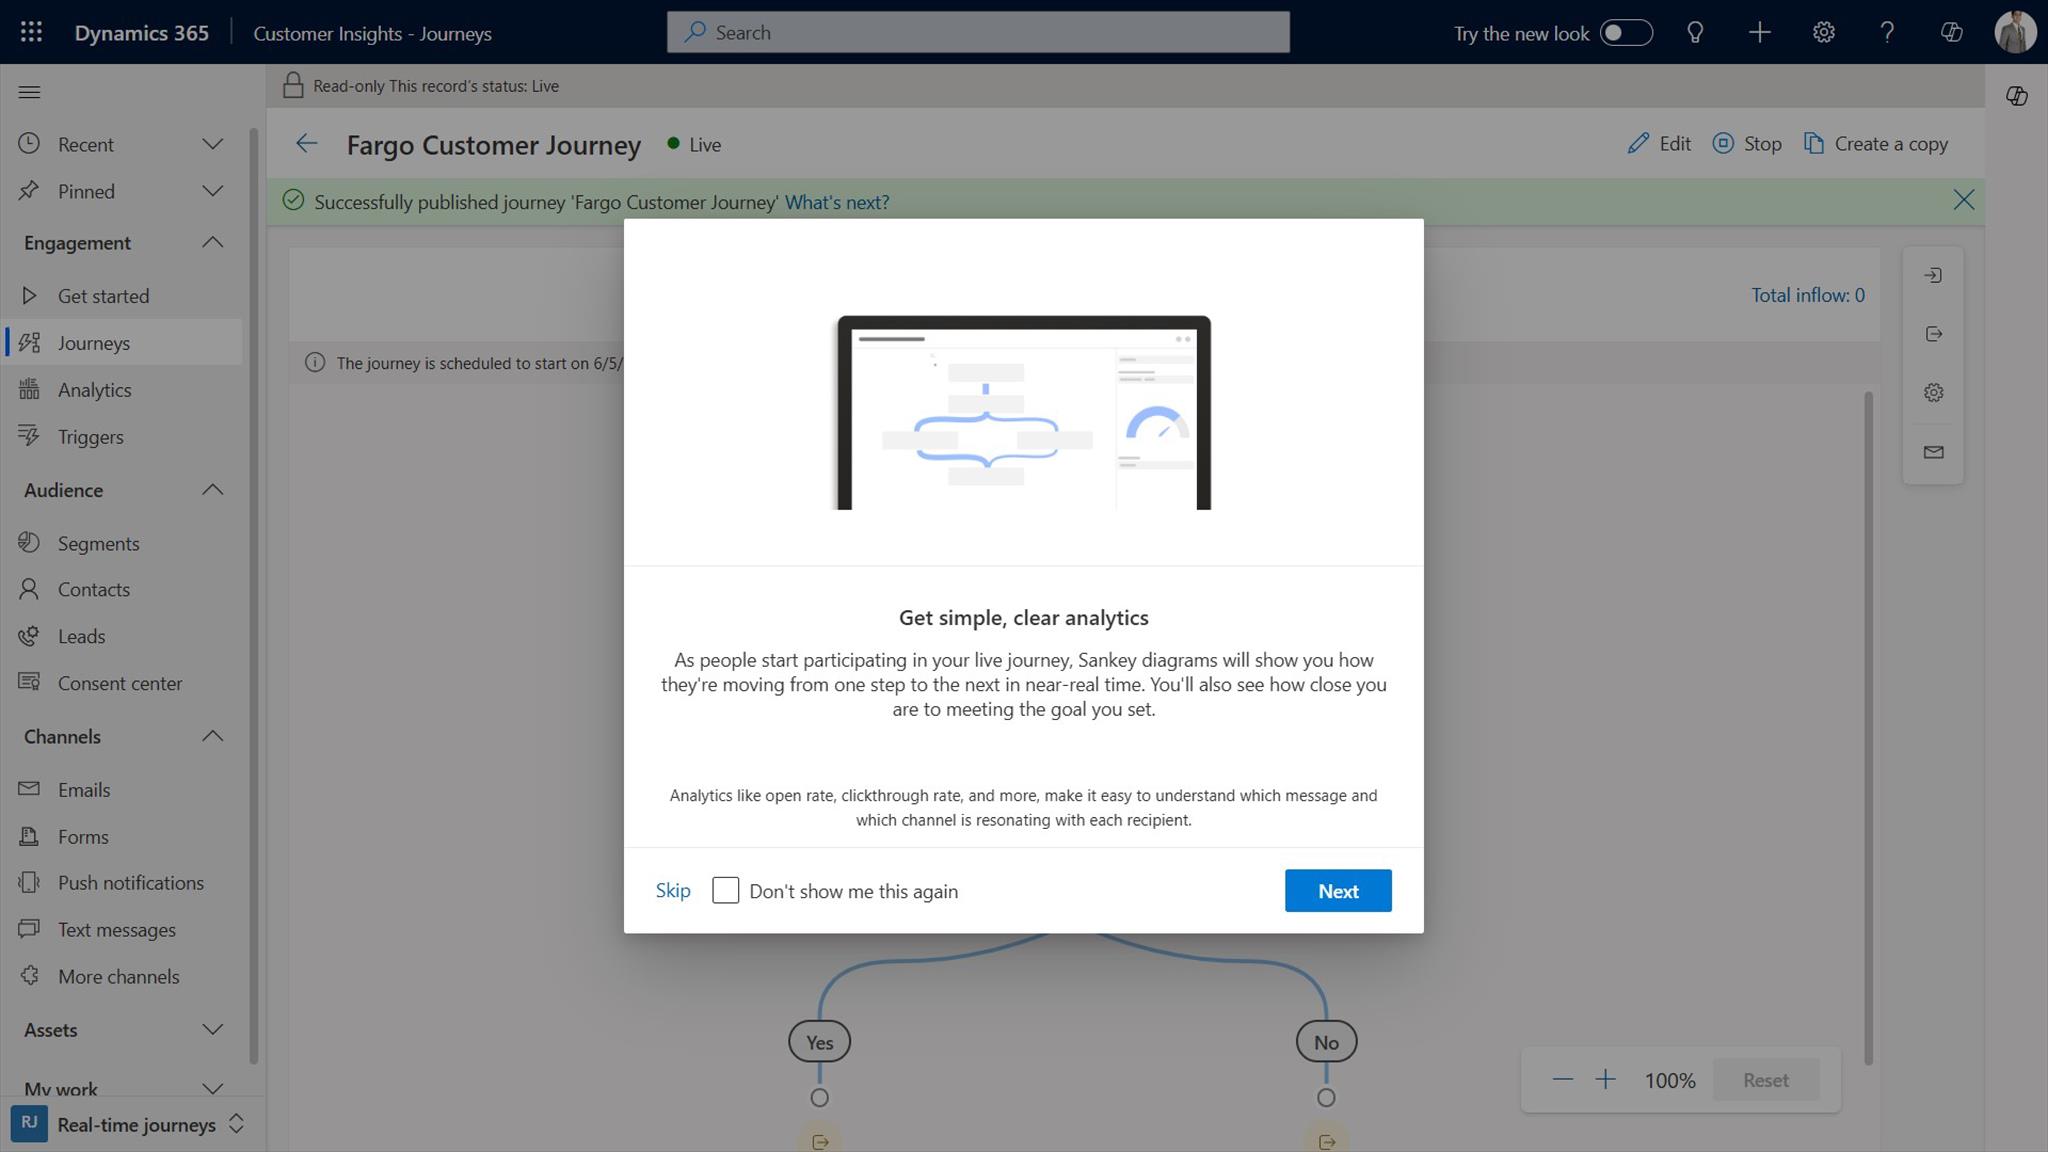 Dynamics 365
Customer Insights - Journeys
Search
Try the new look
Read-only This record's status: Live
Fargo Customer Journey
Live
Edit
Stop
Create a copy
Successfully published journey 'Fargo Customer Journey' What's next?
Recent
Pinned
Engagement
Get started
Journeys
Analytics
Triggers
Audience
Segments
Contacts
Leads
Consent center
Channels
Emails
Forms
Push notifications
Text messages
More channels
Assets
My work
RJ
Real-time journeys
Total inflow: 0
The journey is scheduled to start on 6/5/
Get simple, clear analytics
As people start participating in your live journey, Sankey diagrams will show you how
they're moving from one step to the next in near-real time. You'll also see how close you
are to meeting the goal you set.
Analytics like open rate, clickthrough rate, and more, make it easy to understand which message and
which channel is resonating with each recipient.
Skip
Don't show me this again
Next
Yes
No
100%
Reset